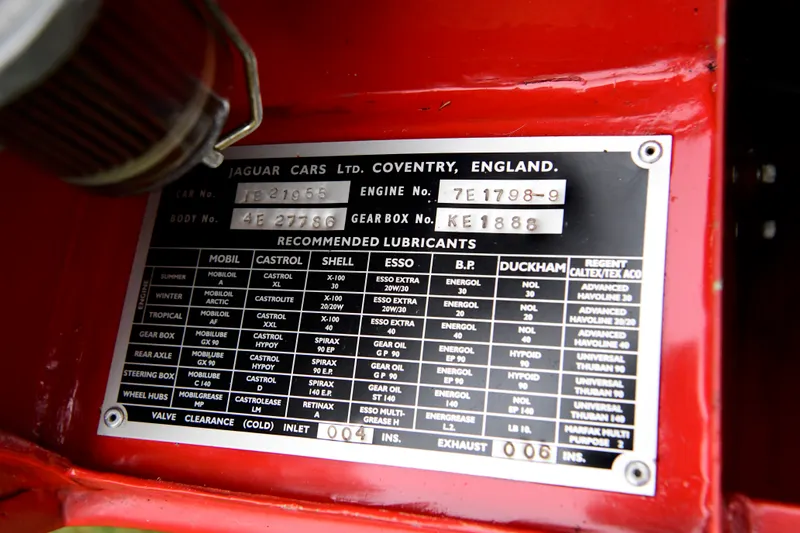 JAGUAR CARS LTD. COVENTRY, ENGLAND.
CAR No. 1E 21955 ENGINE No. 7E1798-9
BODY No. 4E 27786 GEAR BOX No. KE1888
RECOMMENDED LUBRICANTS
MOBIL CASTROL SHELL ESSO B.P. DUCKHAM REGENT CALTEX/TEXACO
ENGINE
SUMMER MOBILOIL A CASTROL XL X-100 30 ESSO EXTRA 20W/30 ENERGOL 30 NOL 30 ADVANCED HAVOLINE 30
WINTER MOBILOIL ARCTIC CASTROLITE X-100 20/20W ESSO EXTRA 20W/30 ENERGOL 20 NOL 20 ADVANCED HAVOLINE 20/20
TROPICAL MOBILOIL AF CASTROL XXL X-100 40 ESSO EXTRA 40 ENERGOL 40 NOL 40 ADVANCED HAVOLINE 40
GEAR BOX MOBILUBE GX 90 CASTROL HYPOY SPIRAX 90 EP GEAR OIL G P 90 ENERGOL EP 90 HYPOID 90 UNIVERSAL THUBAN 90
REAR AXLE MOBILUBE GX 90 CASTROL HYPOY SPIRAX 90 E.P. GEAR OIL G P 90 ENERGOL EP 90 HYPOID 90 UNIVERSAL THUBAN 90
STEERING BOX MOBILUBE C 140 CASTROL D SPIRAX 140 E.P. GEAR OIL ST 140 ENERGOL 140 NOL EP 140 UNIVERSAL THUBAN 140
WHEEL HUBS MOBILGREASE MP CASTROLEASE LM RETINAX A ESSO MULTI-GREASE H ENERGREASE L.2. LB 10. MARFAK MULTI PURPOSE 2
VALVE CLEARANCE (COLD) INLET 004 INS. EXHAUST 006 INS.